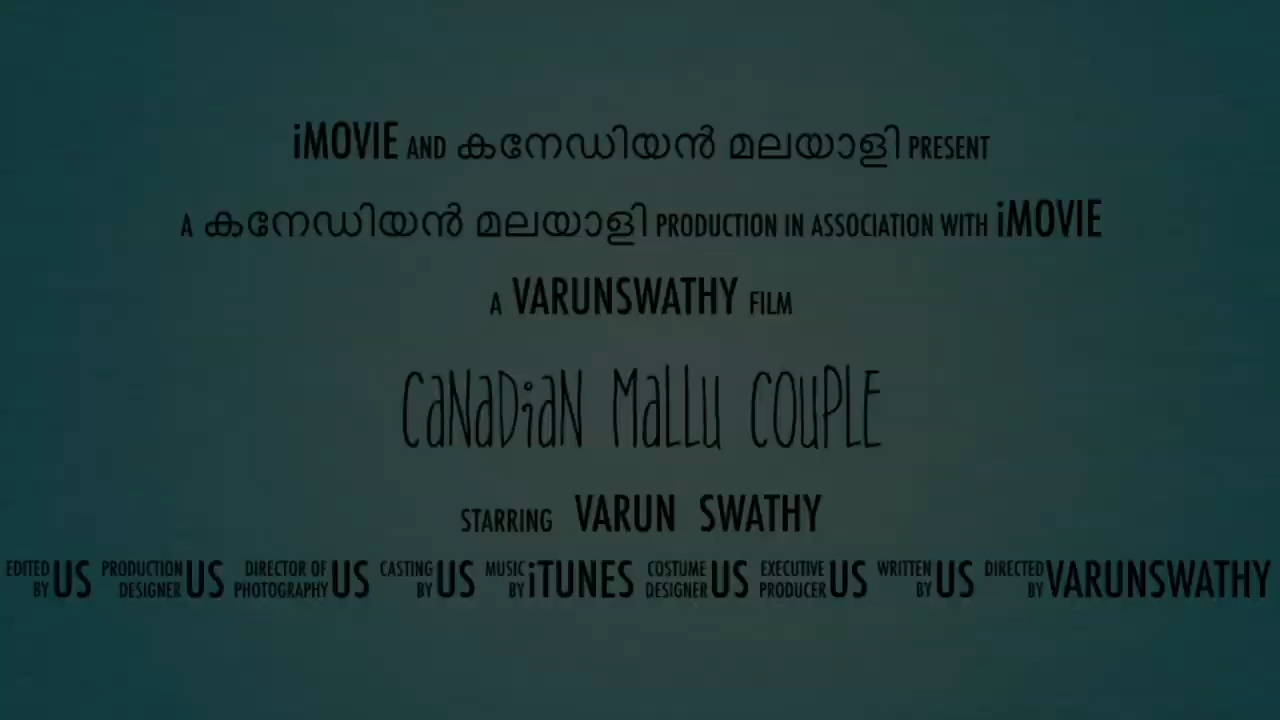 iMOVIE AND കനേഡിയൻ മലയാളി PRESENT
A കനേഡിയൻ മലയാളി PRODUCTION IN ASSOCIATION WITH iMOVIE
A VARUNSWATHY FILM
CaNaDiaN MaLLu COuPLE
STARRING VARUN SWATHY
EDITED BY US PRODUCTION DESIGNER US DIRECTOR OF PHOTOGRAPHY US CASTING BY US MUSIC BY iTUNES COSTUME DESIGNER US EXECUTIVE PRODUCER US WRITTEN BY US DIRECTED BY VARUNSWATHY